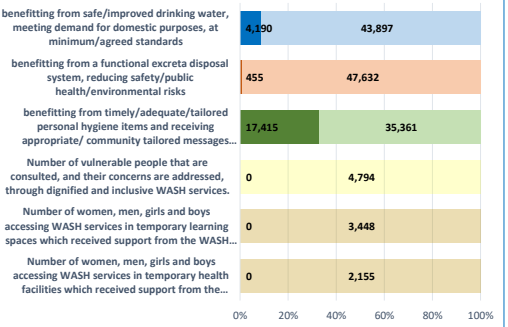 benefitting from safe/improved drinking water,
meeting demand for domestic purposes, at
minimum/agreed standards
4,190 43,897
benefitting from a functional excreta disposal
system, reducing safety/public
health/environmental risks
455 47,632
benefitting from timely/adequate/tailored
personal hygiene items and receiving
appropriate/ community tailored messages...
17,415 35,361
Number of vulnerable people that are
consulted, and their concerns are addressed,
through dignified and inclusive WASH services.
0 4,794
Number of women, men, girls and boys
accessing WASH services in temporary learning
spaces which received support from the WASH...
0 3,448
Number of women, men, girls and boys
accessing WASH services in temporary health
facilities which received support from the...
0 2,155
0% 20% 40% 60% 80% 100%